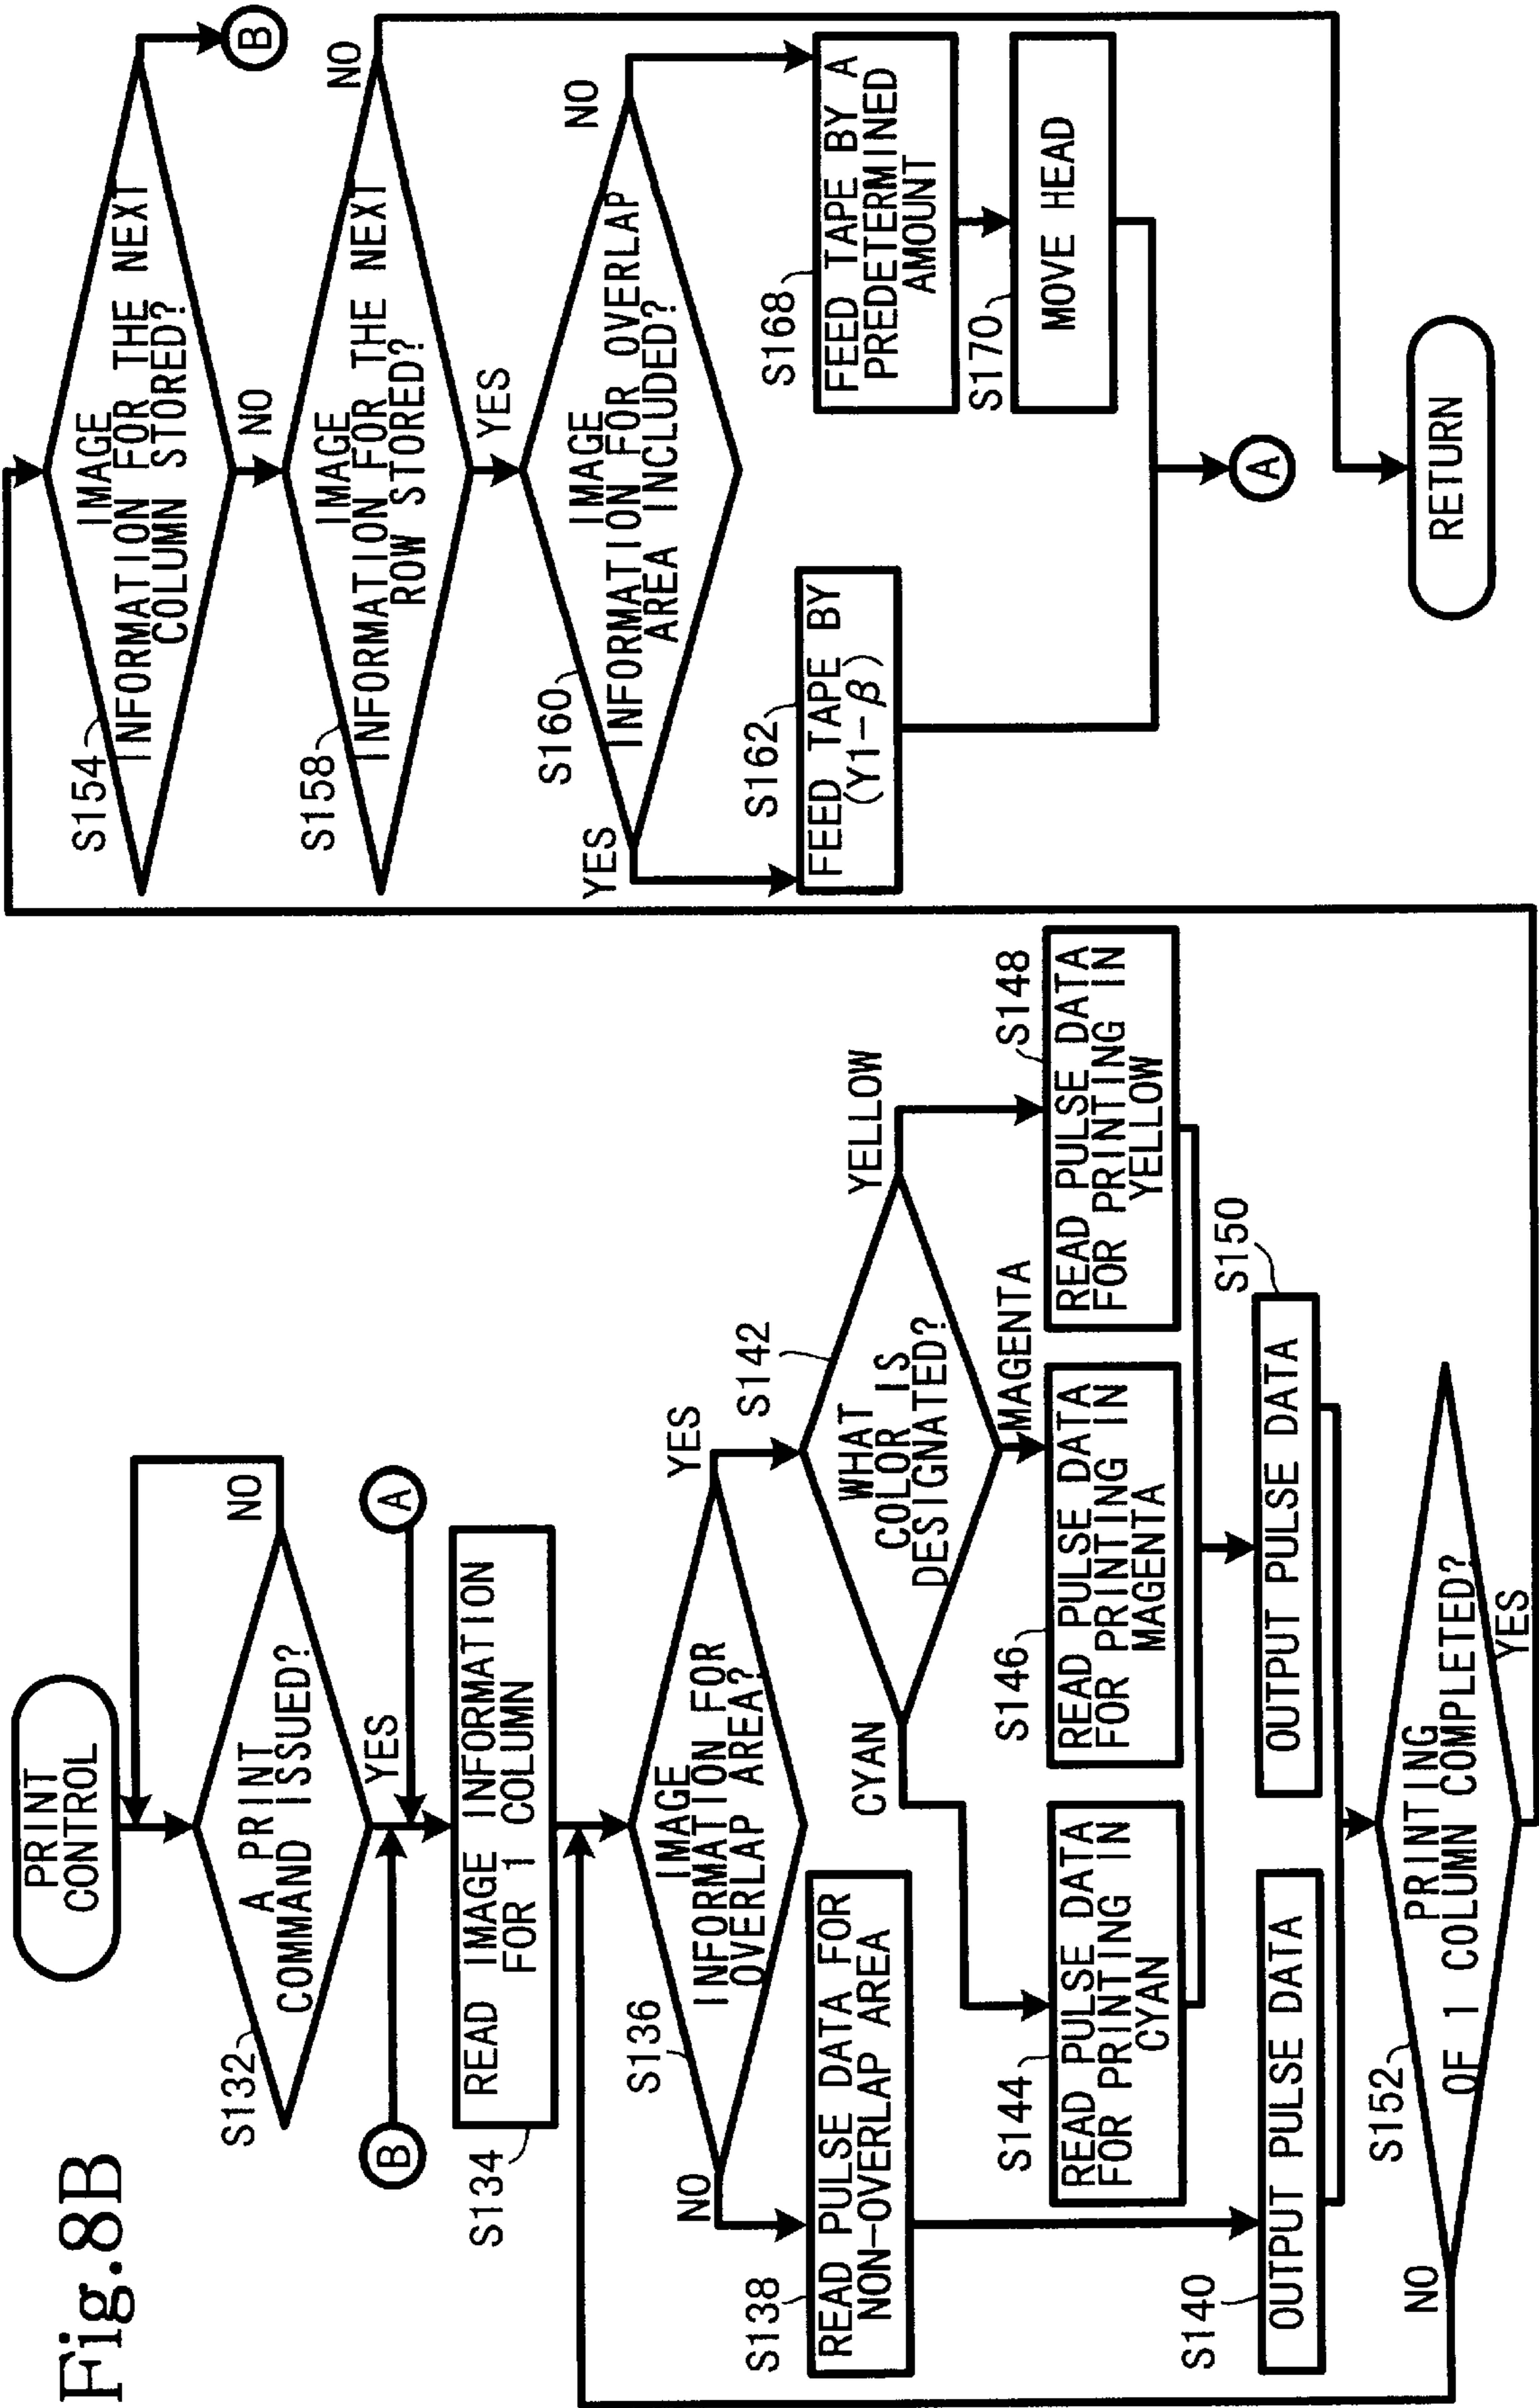 Fig.8B
PRINT
CONTROL
S132
A PRINT
COMMAND ISSUED?
NO
YES
B
A
S134
READ IMAGE INFORMATION
FOR 1 COLUMN
S136
IMAGE
INFORMATION FOR
OVERLAP AREA?
NO
YES
S138
READ PULSE DATA FOR
NON-OVERLAP AREA
S142
WHAT
COLOR IS
DESIGNATED?
CYAN
MAGENTA
YELLOW
S144
READ PULSE DATA
FOR PRINTING IN
CYAN
S146
READ PULSE DATA
FOR PRINTING IN
MAGENTA
S148
READ PULSE DATA
FOR PRINTING IN
YELLOW
S140
OUTPUT PULSE DATA
S150
OUTPUT PULSE DATA
S152
PRINTING
OF 1 COLUMN COMPLETED?
NO
YES
S154
IMAGE
INFORMATION FOR THE NEXT
COLUMN STORED?
B
NO
S158
IMAGE
INFORMATION FOR THE NEXT
ROW STORED?
NO
YES
S160
IMAGE
INFORMATION FOR OVERLAP
AREA INCLUDED?
YES
NO
S162
FEED TAPE BY
(Y1-β)
S168
FEED TAPE BY A
PREDETERMINED
AMOUNT
S170
MOVE HEAD
A
RETURN